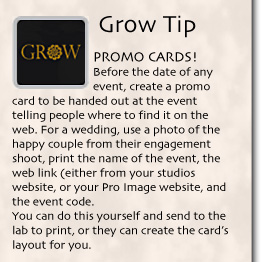 Grow Tip
GROW
PROMO CARDS!
Before the date of any
event, create a promo
card to be handed out at the event
telling people where to find it on the
web. For a wedding, use a photo of the
happy couple from their engagement
shoot, print the name of the event, the
web link (either from your studios
website, or your Pro Image website, and
the event code.
You can do this yourself and send to the
lab to print, or they can create the card's
layout for you.